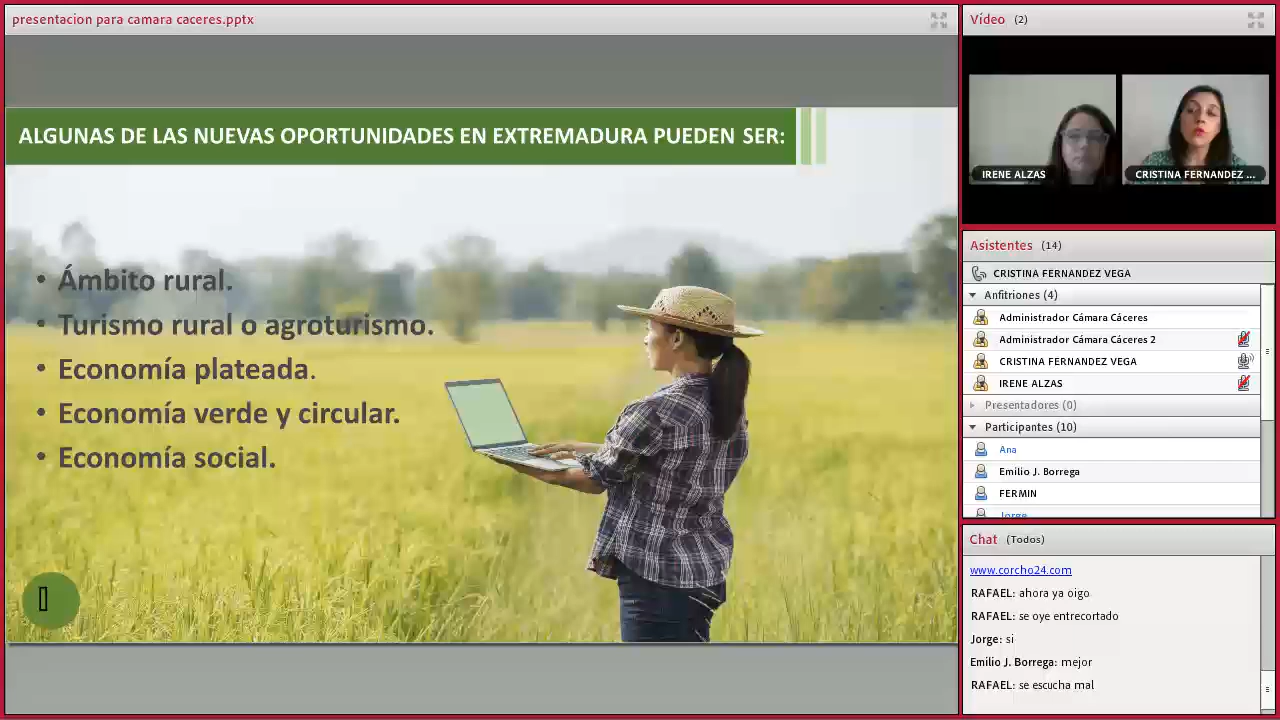 presentacion para camara caceres.pptx
ALGUNAS DE LAS NUEVAS OPORTUNIDADES EN EXTREMADURA PUEDEN SER:
• Ámbito rural.
• Turismo rural o agroturismo.
• Economía plateada.
• Economía verde y circular.
• Economía social.
Vídeo (2)
IRENE ALZAS
CRISTINA FERNANDEZ ...
Asistentes (14)
CRISTINA FERNANDEZ VEGA
Anfitriones (4)
Administrador Cámara Cáceres
Administrador Cámara Cáceres 2
CRISTINA FERNANDEZ VEGA
IRENE ALZAS
Presentadores (0)
Participantes (10)
Ana
Emilio J. Borrega
FERMIN
Jorge
Chat (Todos)
www.corcho24.com
RAFAEL: ahora ya oigo
RAFAEL: se oye entrecortado
Jorge: si
Emilio J. Borrega: mejor
RAFAEL: se escucha mal